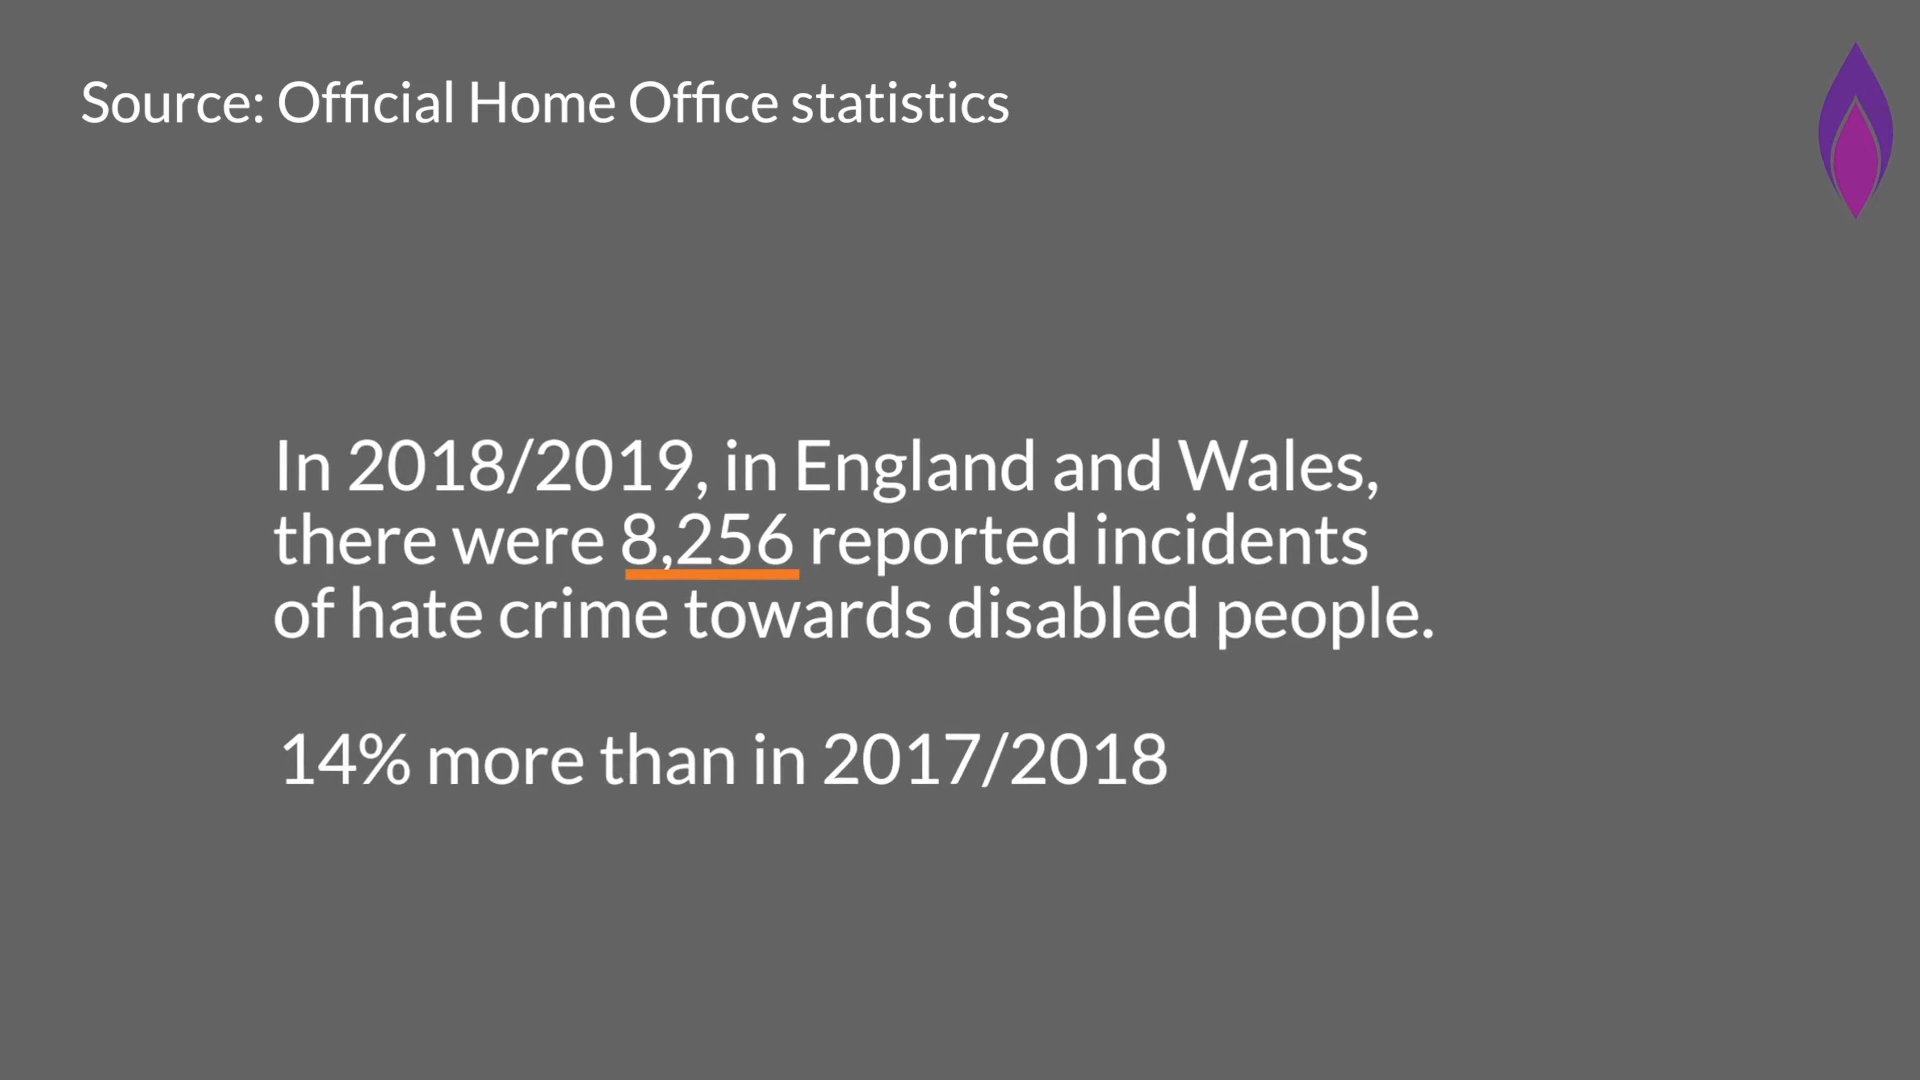 Source: Official Home Office statistics
In 2018/2019, in England and Wales,
there were 8,256 reported incidents
of hate crime towards disabled people.
14% more than in 2017/2018